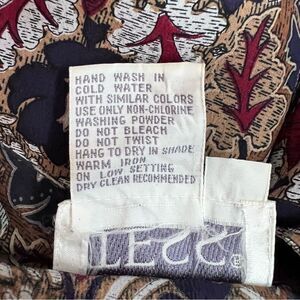 HAND WASH IN
COLD WATER
WITH SIMILAR COLORS
USE ONLY NON-CHLORINE
WASHING POWDER
DO NOT BLEACH
DO NOT TWIST
HANG TO DRY IN SHADE
WARM IRON
ON LOW SETTING
DRY CLEAN RECOMMENDED